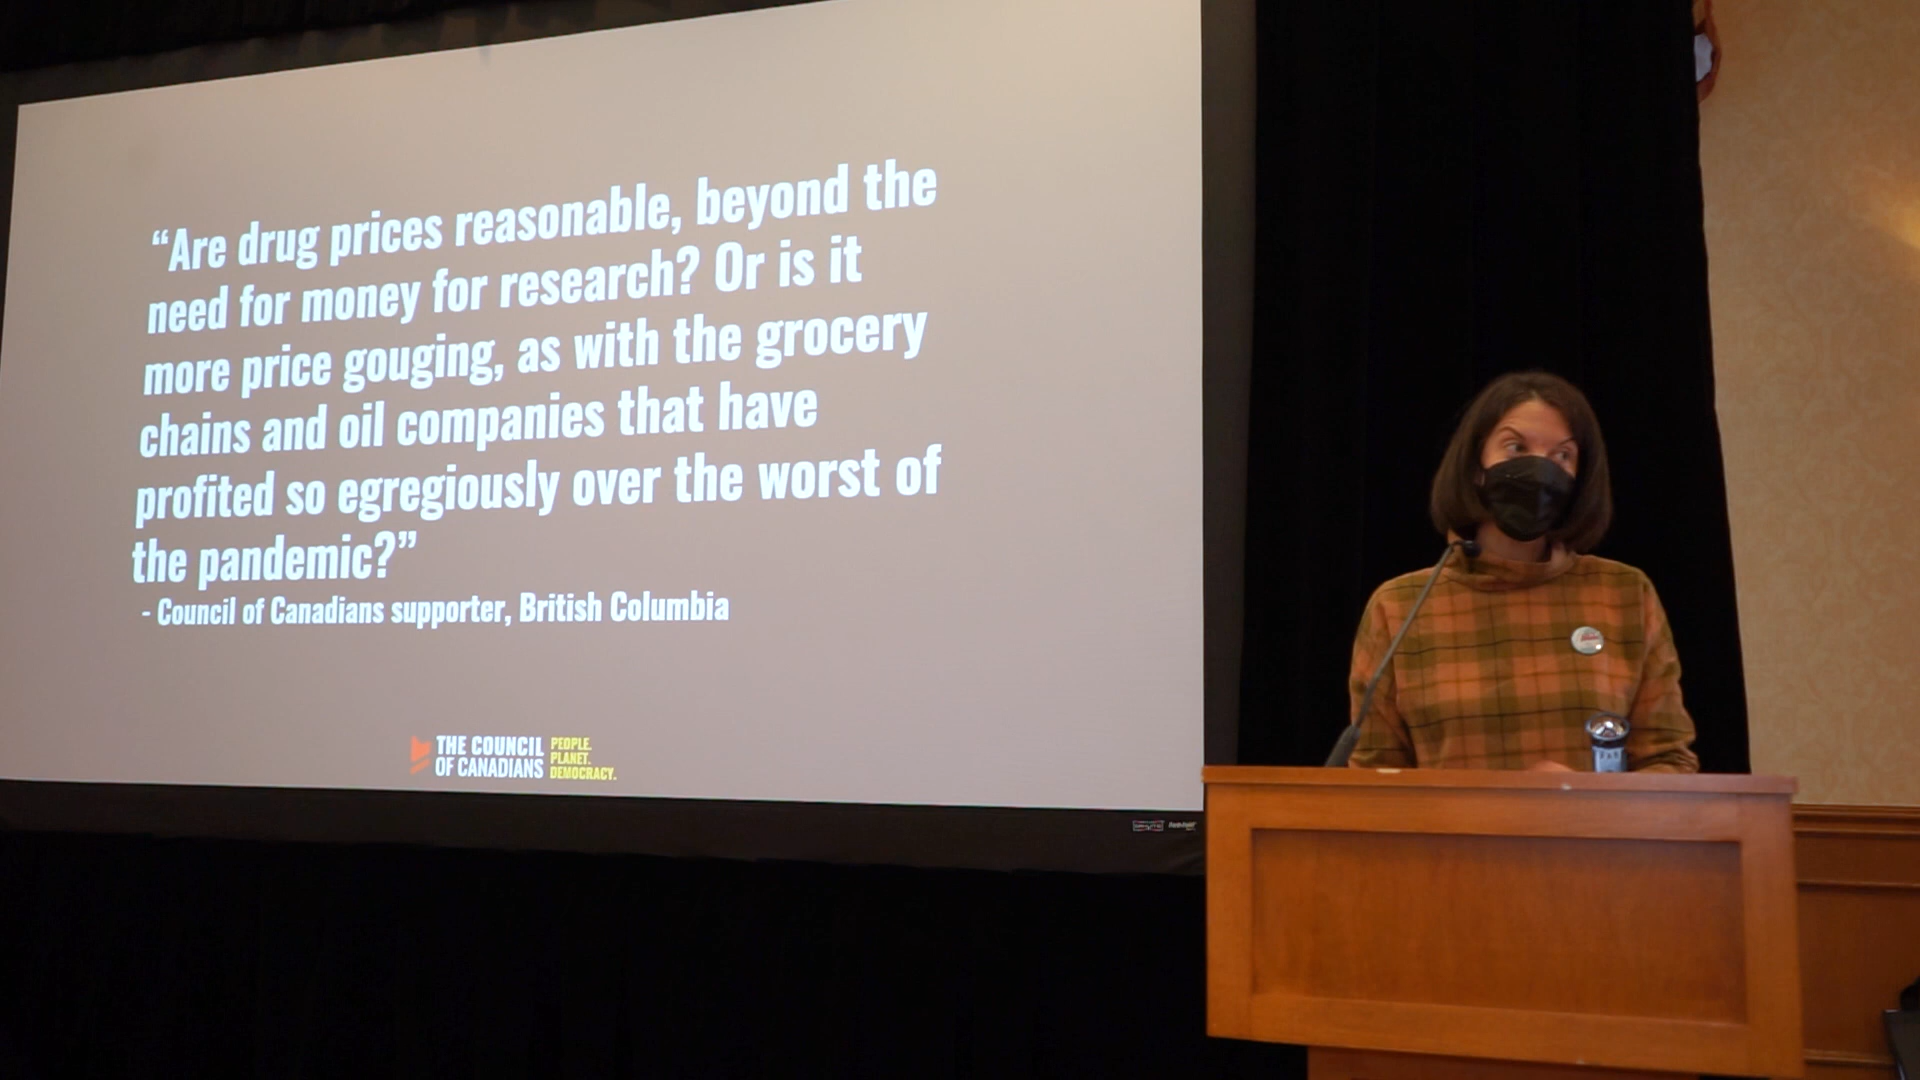 “Are drug prices reasonable, beyond the
need for money for research? Or is it
more price gouging, as with the grocery
chains and oil companies that have
profited so egregiously over the worst of
the pandemic?”
- Council of Canadians supporter, British Columbia
THE COUNCIL
OF CANADIANS
PEOPLE.
PLANET.
DEMOCRACY.